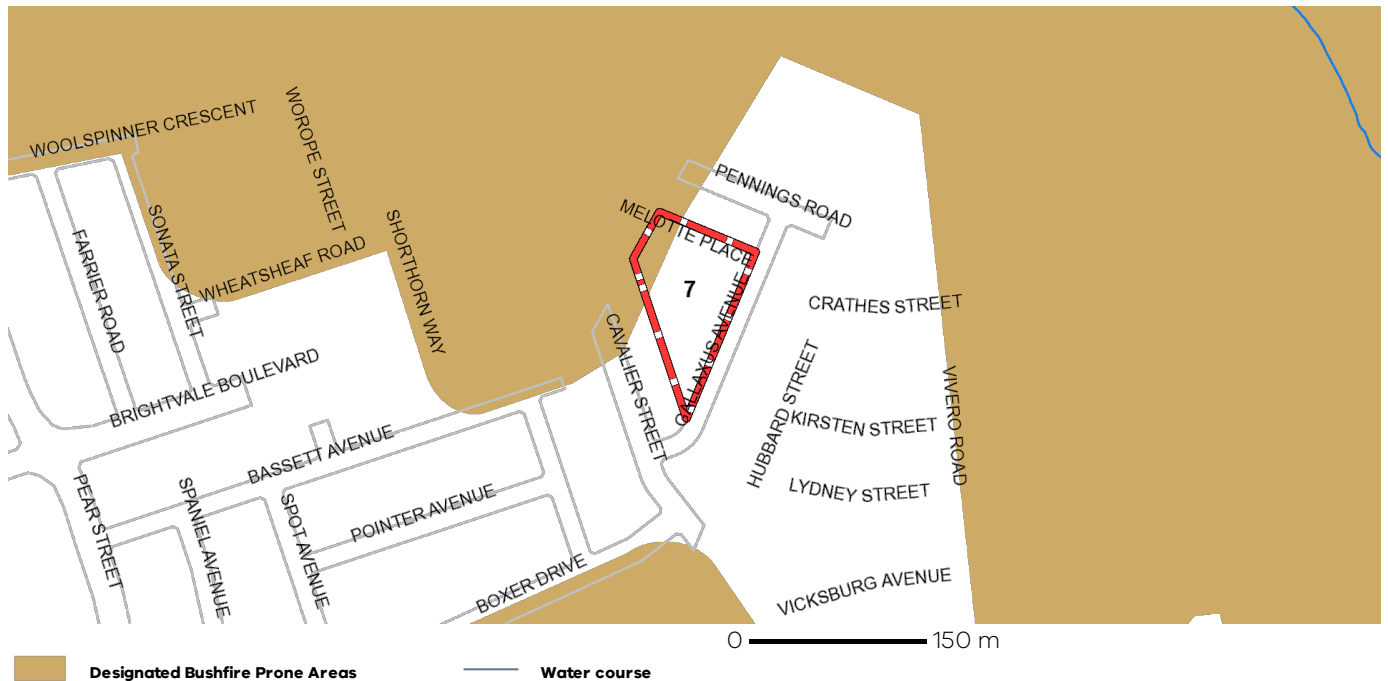 WOOLSPINNER CRESCENT
WOROPE STREET
PENNINGS ROAD
MELOTTE PLACE
SONATA STREET
SHORTHORN WAY
FARRIER ROAD
WHEATSHEAF ROAD
7
GALLAXUS AVENUE
CRATHES STREET
CAVALIER STREET
HUBBARD STREET
VIVERO ROAD
BRIGHTVALE BOULEVARD
KIRSTEN STREET
BASSETT AVENUE
PEAR STREET
SPANIEL AVENUE
SPOT AVENUE
POINTER AVENUE
LYDNEY STREET
BOXER DRIVE
VICKSBURG AVENUE
0 150 m
Designated Bushfire Prone Areas
Water course